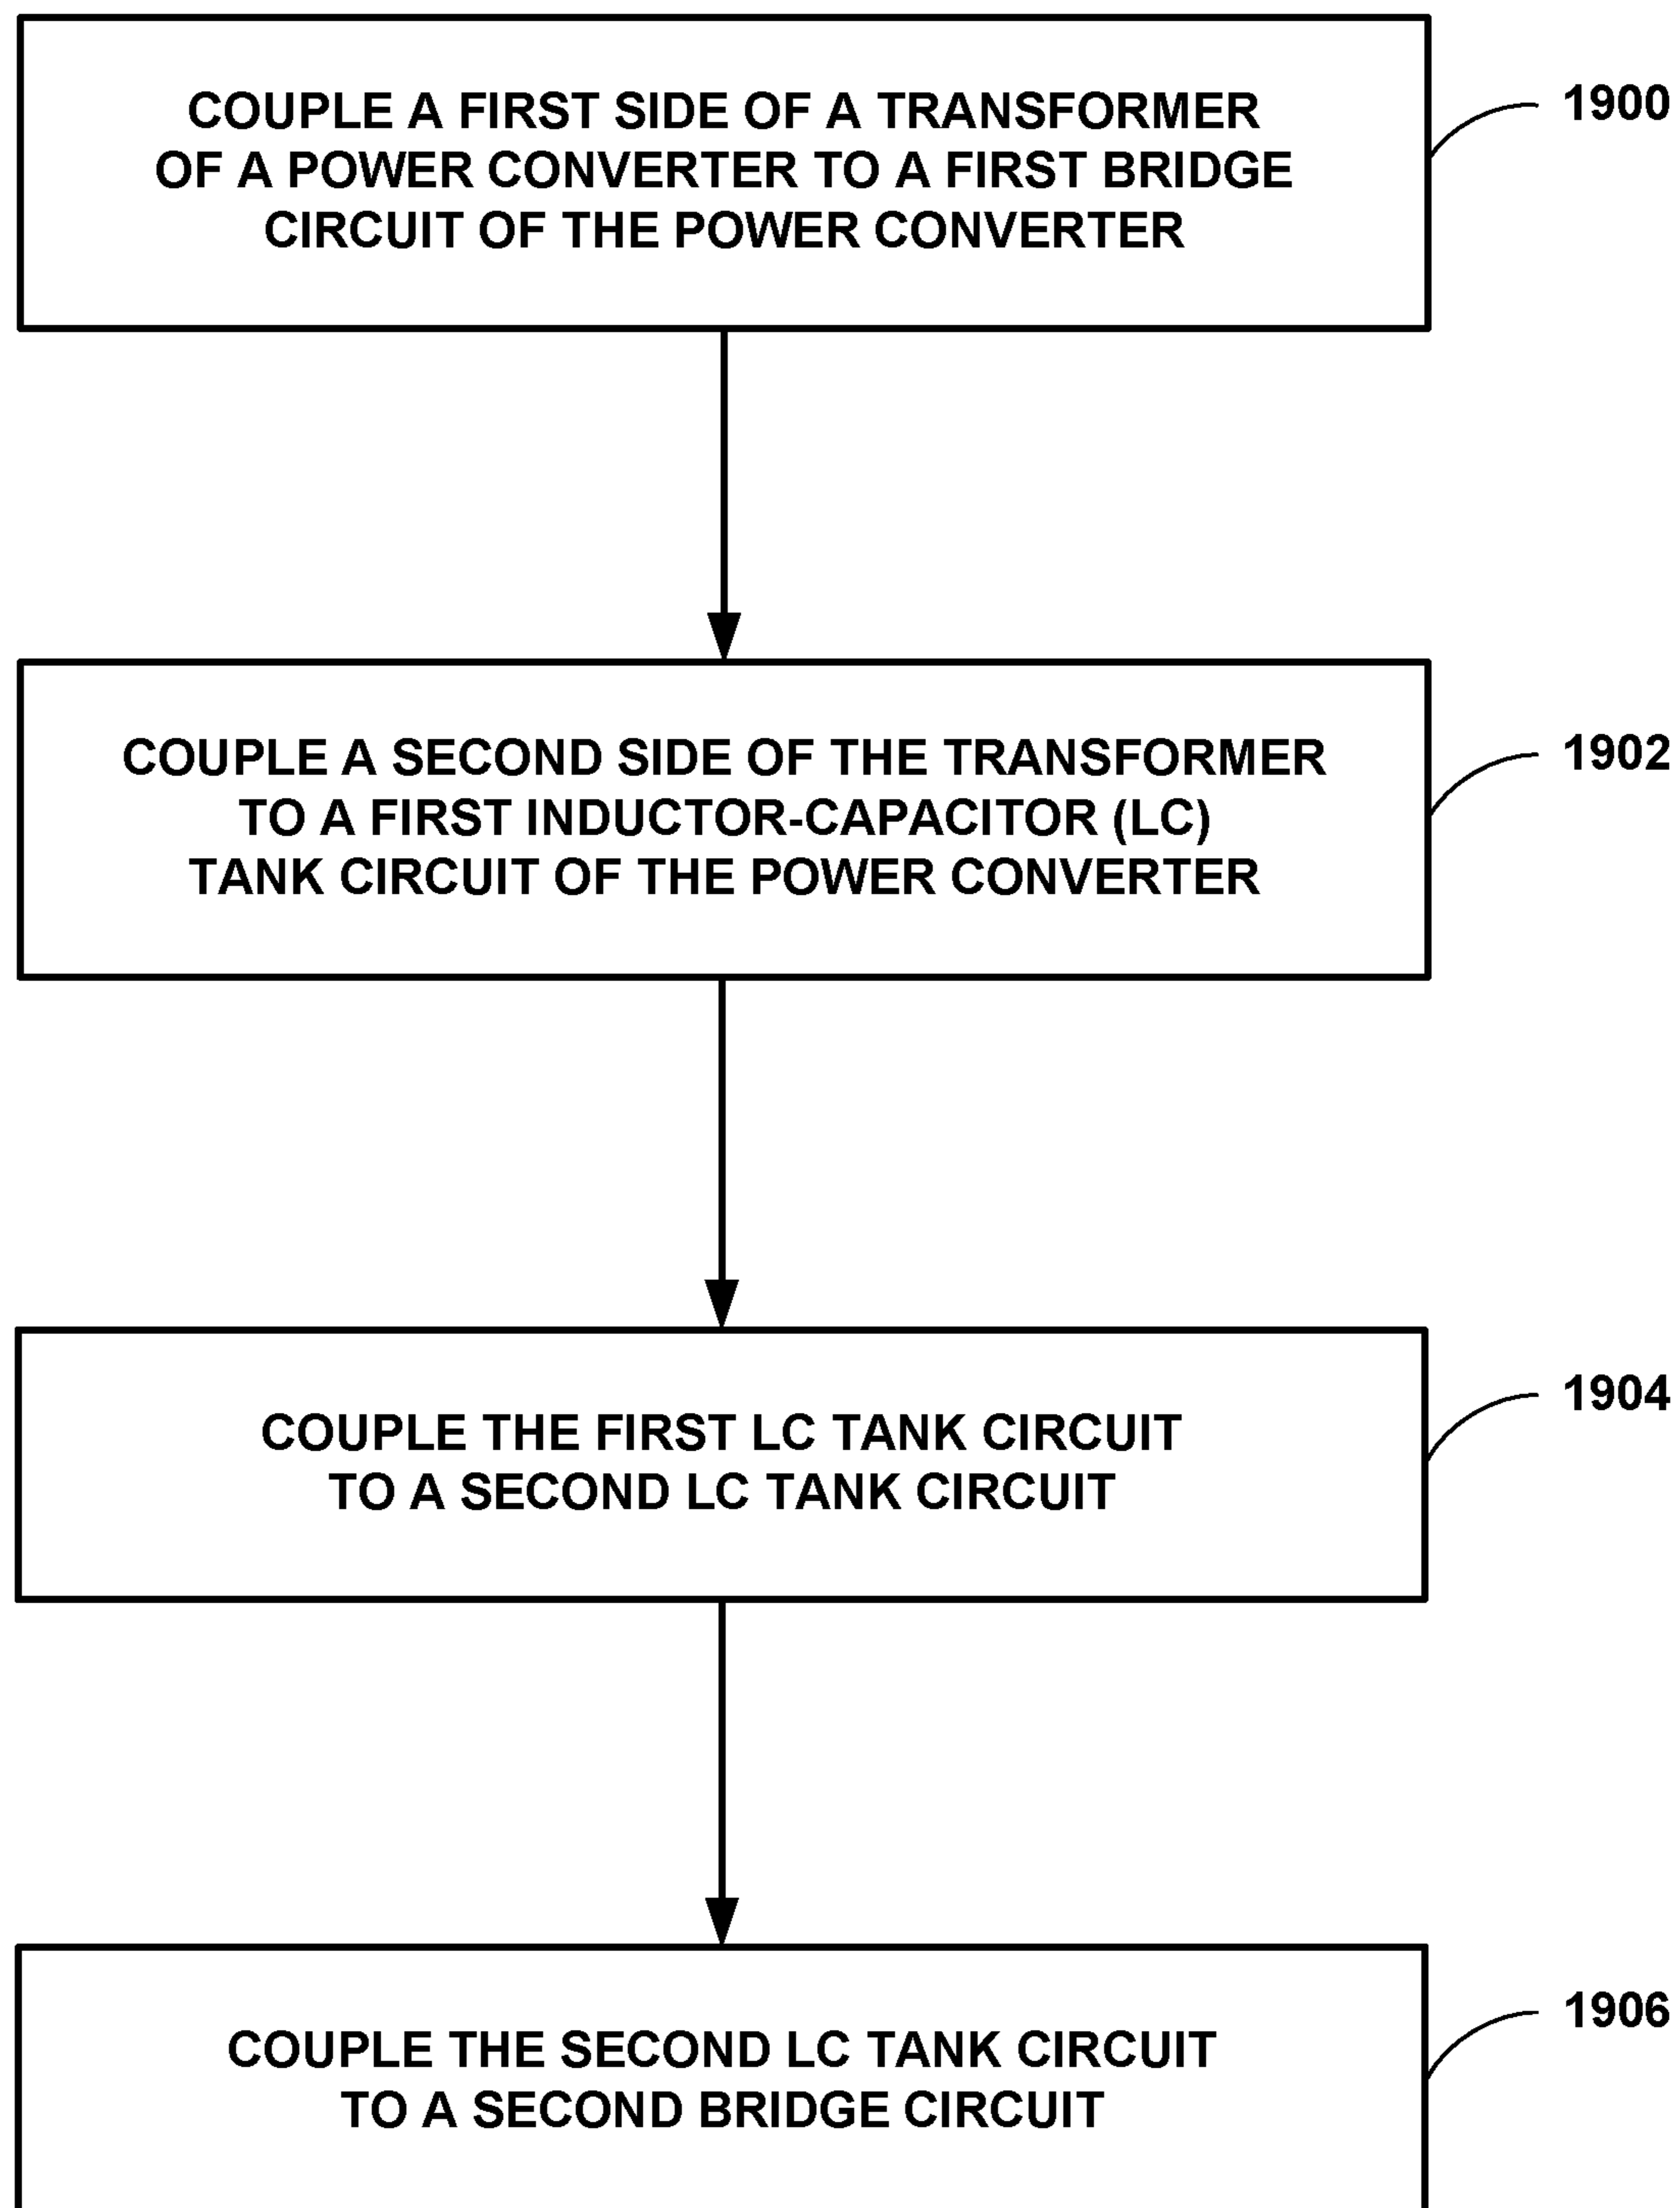 COUPLE A FIRST SIDE OF A TRANSFORMER
OF A POWER CONVERTER TO A FIRST BRIDGE
CIRCUIT OF THE POWER CONVERTER
1900
COUPLE A SECOND SIDE OF THE TRANSFORMER
TO A FIRST INDUCTOR-CAPACITOR (LC)
TANK CIRCUIT OF THE POWER CONVERTER
1902
COUPLE THE FIRST LC TANK CIRCUIT
TO A SECOND LC TANK CIRCUIT
1904
COUPLE THE SECOND LC TANK CIRCUIT
TO A SECOND BRIDGE CIRCUIT
1906